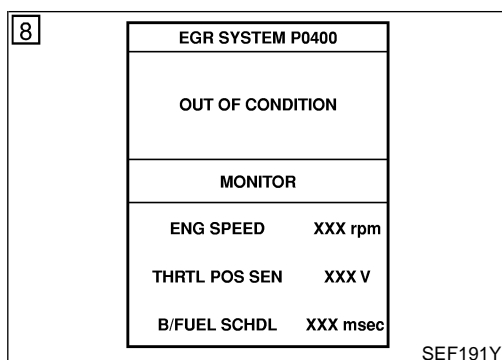 8
EGR SYSTEM P0400
OUT OF CONDITION
MONITOR
ENG SPEED XXX rpm
THRTL POS SEN XXX V
B/FUEL SCHDL XXX msec
SEF191Y